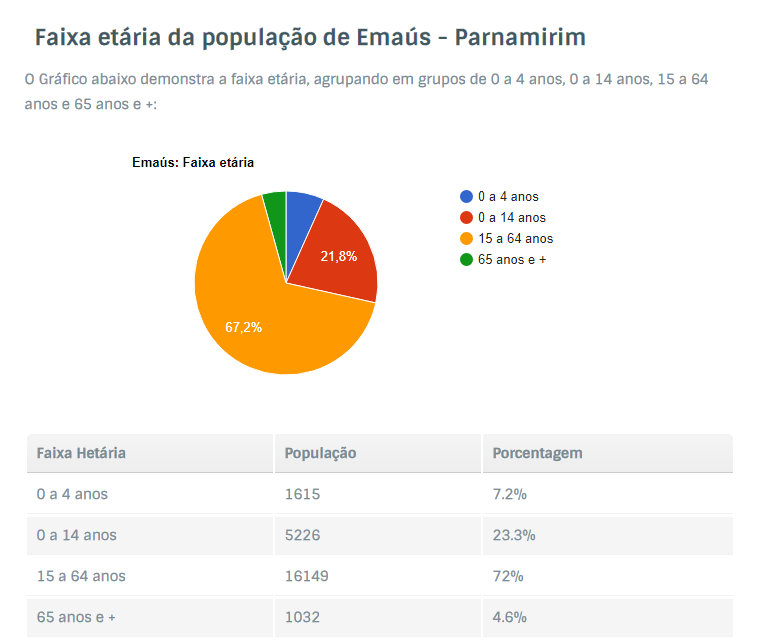 Faixa etária da população de Emaús - Parnamirim
O Gráfico abaixo demonstra a faixa etária, agrupando em grupos de 0 a 4 anos, 0 a 14 anos, 15 a 64
anos e 65 anos e +:
Emaús: Faixa etária
0 a 4 anos
0 a 14 anos
15 a 64 anos
65 anos e +
21,8%
67,2%
Faixa Hetária População Porcentagem
0 a 4 anos 1615 7.2%
0 a 14 anos 5226 23.3%
15 a 64 anos 16149 72%
65 anos e + 1032 4.6%